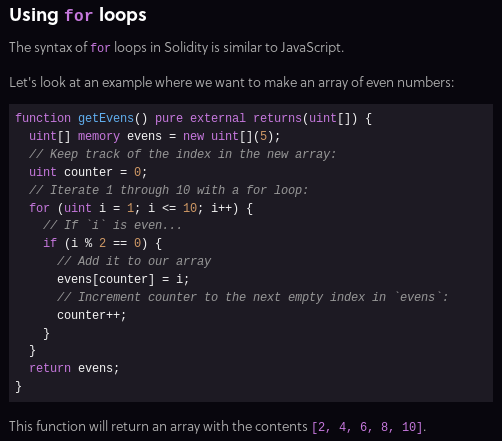 Using for loops
The syntax of for loops in Solidity is similar to JavaScript.
Let's look at an example where we want to make an array of even numbers:
function getEvens() pure external returns(uint[]) {
  uint[] memory evens = new uint[](5);
  // Keep track of the index in the new array:
  uint counter = 0;
  // Iterate 1 through 10 with a for loop:
  for (uint i = 1; i <= 10; i++) {
    // If `i` is even...
    if (i % 2 == 0) {
      // Add it to our array
      evens[counter] = i;
      // Increment counter to the next empty index in `evens`:
      counter++;
    }
  }
  return evens;
}
This function will return an array with the contents [2, 4, 6, 8, 10].